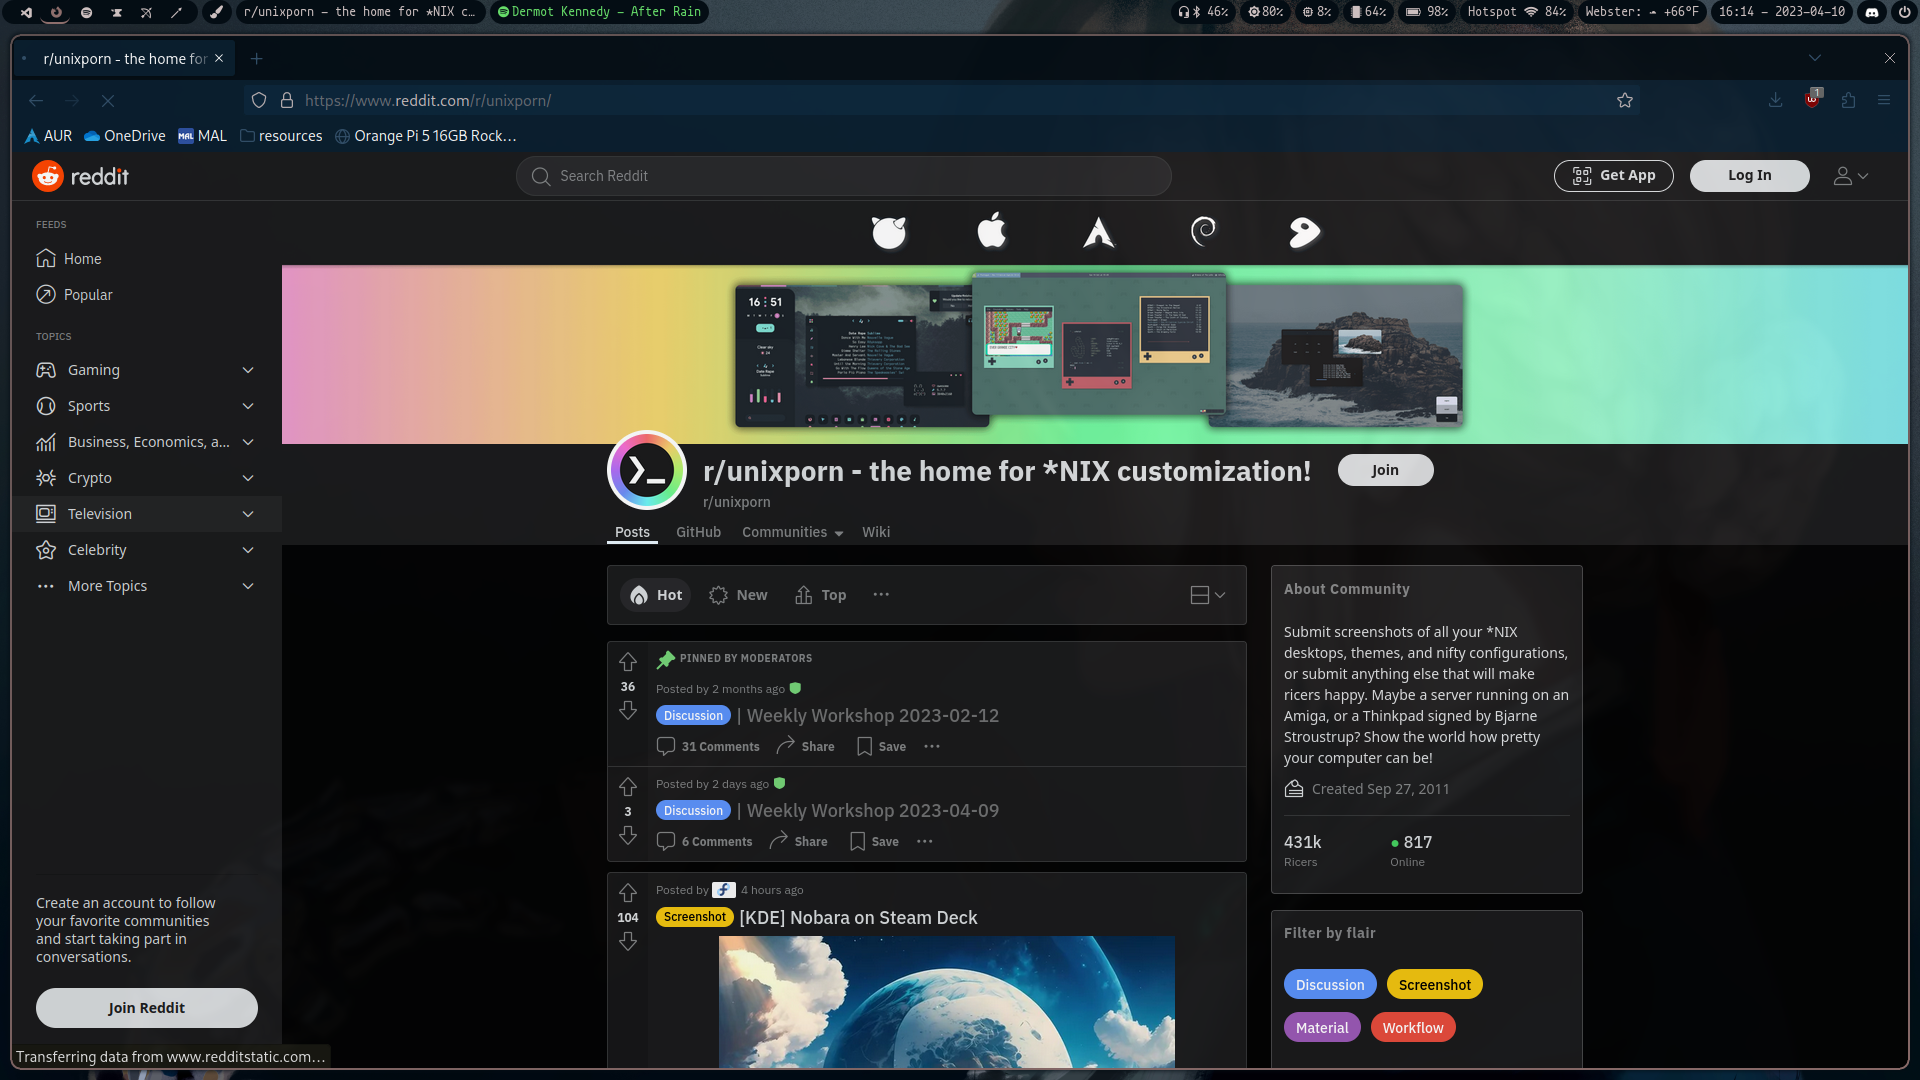 r/unixporn – the home for *NIX c…
Dermot Kennedy – After Rain
46%
80%
8%
64%
98%
Hotspot 84%
Webster: +66°F
16:14 – 2023-04-10
r/unixporn - the home for
https://www.reddit.com/r/unixporn/
1
AUR
OneDrive
MAL MAL
resources
Orange Pi 5 16GB Rock…
reddit
Search Reddit
Get App
Log In
FEEDS
Home
Popular
TOPICS
Gaming
Sports
Business, Economics, a...
Crypto
Television
Celebrity
More Topics
16 : 51
r/unixporn - the home for *NIX customization!
Join
r/unixporn
Posts
GitHub
Communities
Wiki
Hot
New
Top
PINNED BY MODERATORS
36
Posted by 2 months ago
Discussion | Weekly Workshop 2023-02-12
31 Comments
Share
Save
Posted by 2 days ago
3
Discussion | Weekly Workshop 2023-04-09
6 Comments
Share
Save
Posted by 4 hours ago
104
Screenshot [KDE] Nobara on Steam Deck
About Community
Submit screenshots of all your *NIX
desktops, themes, and nifty configurations,
or submit anything else that will make
ricers happy. Maybe a server running on an
Amiga, or a Thinkpad signed by Bjarne
Stroustrup? Show the world how pretty
your computer can be!
Created Sep 27, 2011
431k
Ricers
817
Online
Filter by flair
Discussion
Screenshot
Material
Workflow
Create an account to follow
your favorite communities
and start taking part in
conversations.
Join Reddit
Transferring data from www.redditstatic.com…